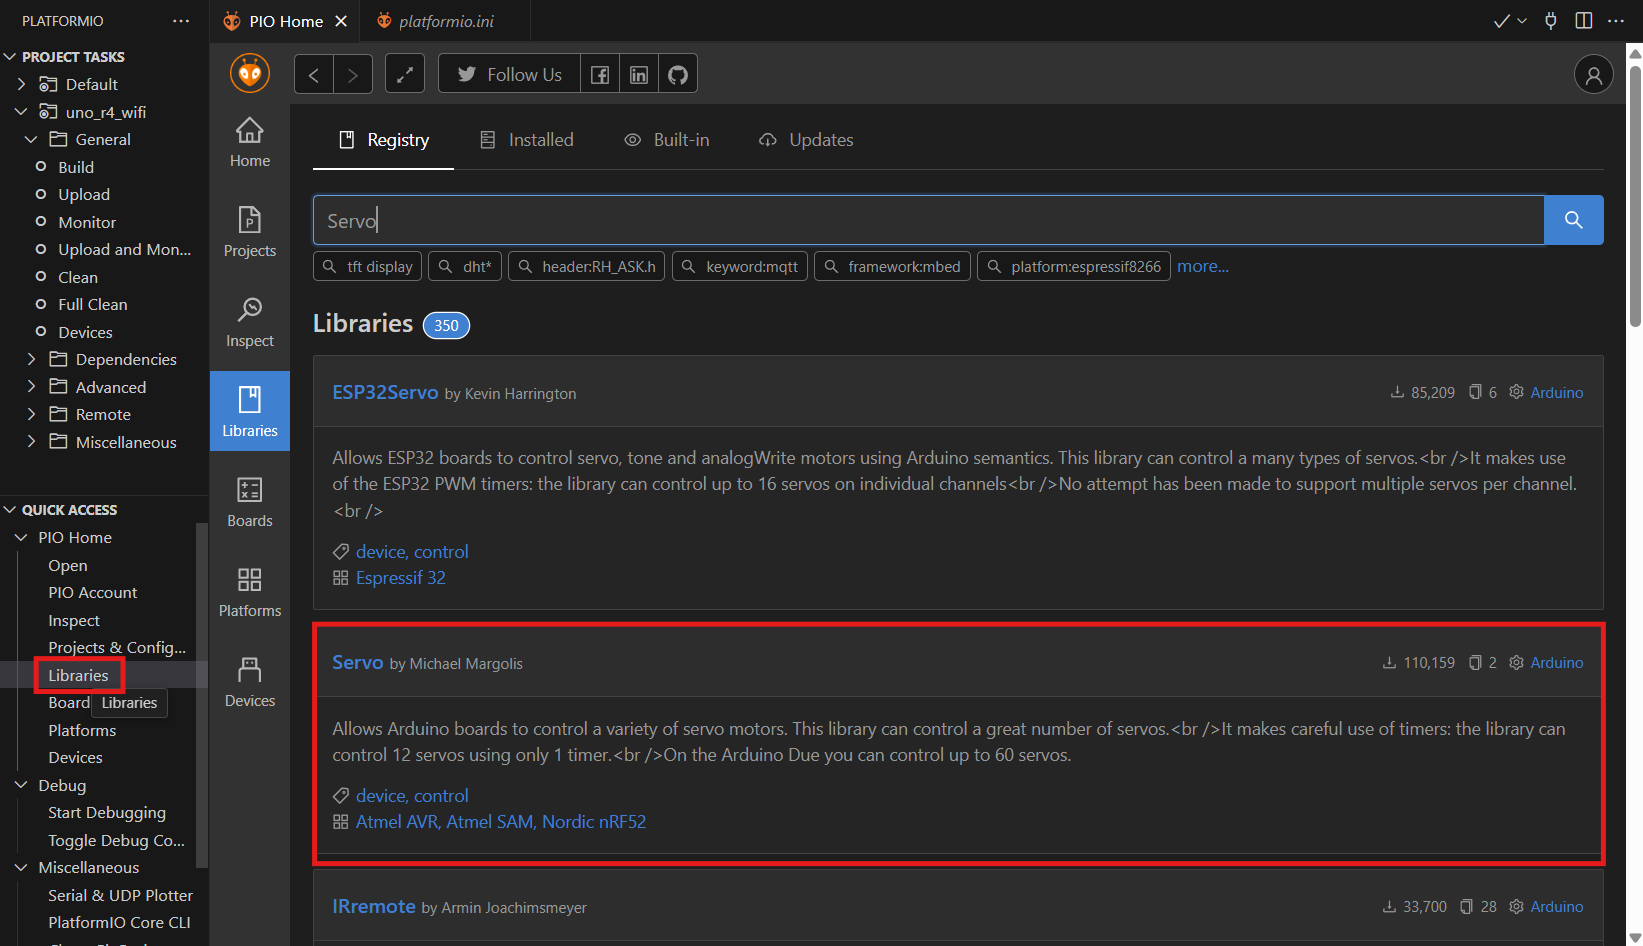 PLATFORMIO
PIO Home
platformio.ini
PROJECT TASKS
Default
uno_r4_wifi
General
Build
Upload
Monitor
Upload and Mon...
Clean
Full Clean
Devices
Dependencies
Advanced
Remote
Miscellaneous
QUICK ACCESS
PIO Home
Open
PIO Account
Inspect
Projects & Config...
Libraries
Board
Libraries
Platforms
Devices
Debug
Start Debugging
Toggle Debug Co...
Miscellaneous
Serial & UDP Plotter
PlatformIO Core CLI
Follow Us
Home
Projects
Inspect
Libraries
Boards
Platforms
Devices
Registry
Installed
Built-in
Updates
Servo
tft display
dht*
header:RH_ASK.h
keyword:mqtt
framework:mbed
platform:espressif8266
more...
Libraries 350
ESP32Servo by Kevin Harrington
85,209 6 Arduino
Allows ESP32 boards to control servo, tone and analogWrite motors using Arduino semantics. This library can control a many types of servos.<br />It makes use
of the ESP32 PWM timers: the library can control up to 16 servos on individual channels<br />No attempt has been made to support multiple servos per channel.
<br />
device, control
Espressif 32
Servo by Michael Margolis
110,159 2 Arduino
Allows Arduino boards to control a variety of servo motors. This library can control a great number of servos.<br />It makes careful use of timers: the library can
control 12 servos using only 1 timer.<br />On the Arduino Due you can control up to 60 servos.
device, control
Atmel AVR, Atmel SAM, Nordic nRF52
IRremote by Armin Joachimsmeyer
33,700 28 Arduino